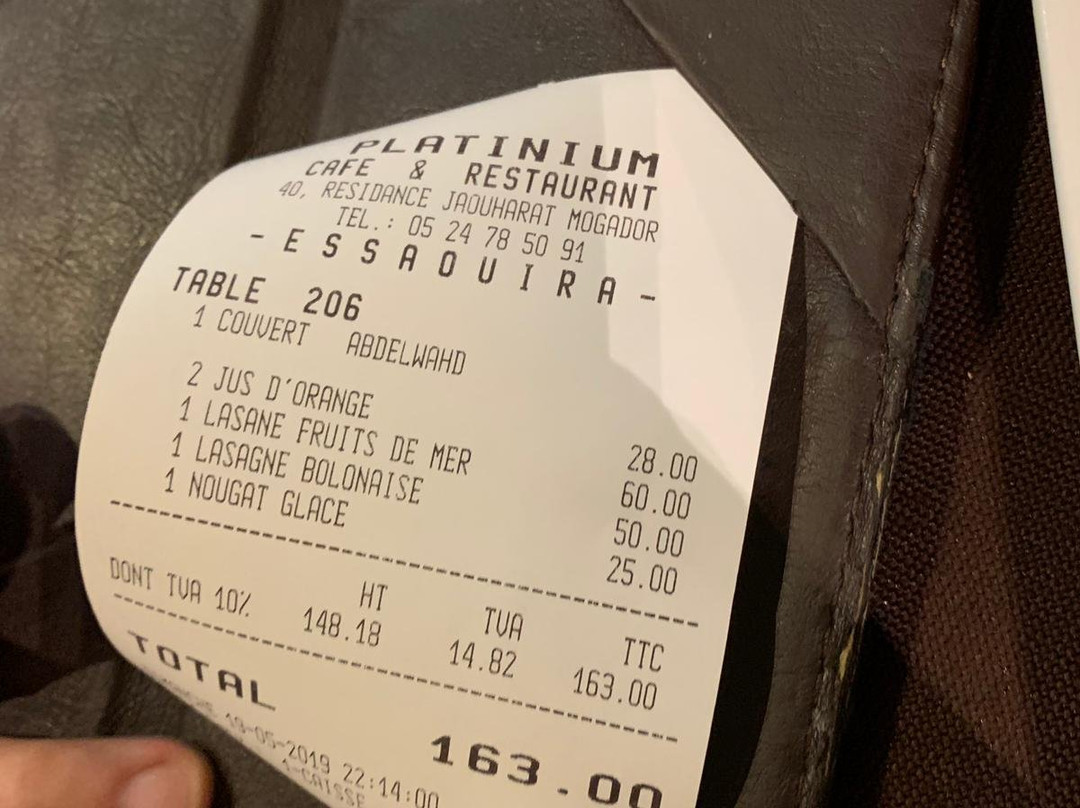 PLATINIUM
CAFE & RESTAURANT
40, RESIDANCE JAOUHARAT MOGADOR
TEL.: 05 24 78 50 91
-ESSAOUIRA-
TABLE 206
1 COUVERT ABDELWAHD
2 JUS D'ORANGE 28.00
1 LASANE FRUITS DE MER 60.00
1 LASAGNE BOLONAISE 50.00
1 NOUGAT GLACE 25.00
HT TVA TTC
DONT TVA 10% 148.18 14.82 163.00
TOTAL 163.00
19-05-2019 22:14:00
1-CAISSE